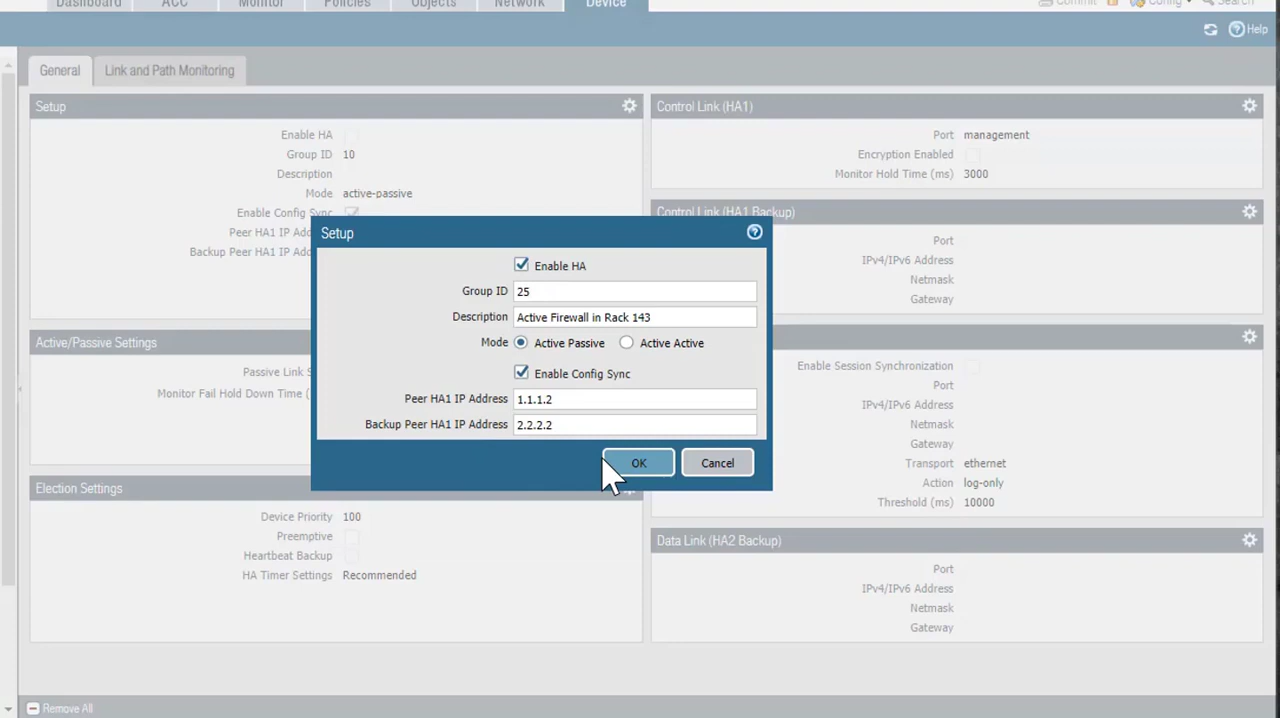 Dashboard ACC Monitor Policies Objects Network Device Commit Config Search
Help
General Link and Path Monitoring
Setup
Enable HA
Group ID 10
Description
Mode active-passive
Enable Config Sync
Peer HA1 IP Add
Backup Peer HA1 IP Add
Active/Passive Settings
Passive Link S
Monitor Fail Hold Down Time (
Election Settings
Device Priority 100
Preemptive
Heartbeat Backup
HA Timer Settings Recommended
Setup
Enable HA
Group ID 25
Description Active Firewall in Rack 143
Mode Active Passive Active Active
Enable Config Sync
Peer HA1 IP Address 1.1.1.2
Backup Peer HA1 IP Address 2.2.2.2
OK Cancel
Control Link (HA1)
Port management
Encryption Enabled
Monitor Hold Time (ms) 3000
Control Link (HA1 Backup)
Port
IPv4/IPv6 Address
Netmask
Gateway
Enable Session Synchronization
Port
IPv4/IPv6 Address
Netmask
Gateway
Transport ethernet
Action log-only
Threshold (ms) 10000
Data Link (HA2 Backup)
Port
IPv4/IPv6 Address
Netmask
Gateway
Remove All